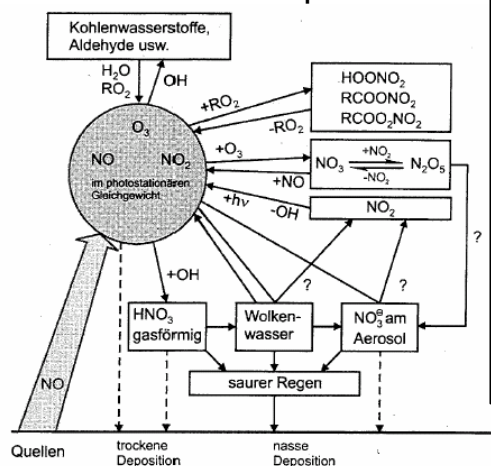 Kohlenwasserstoffe,
Aldehyde usw.
H₂O
RO₂
OH
+RO₂
-RO₂
HOONO₂
RCOONO₂
RCOO₂NO₂
O₃
NO
NO₂
im photostationären
Gleichgewicht
+O₃
+NO
NO₃
+NO₂
-NO₂
N₂O₅
+hν
-OH
NO₂
?
?
?
+OH
HNO₃
gasförmig
Wolken-
wasser
NO₃⊖ am
Aerosol
saurer Regen
NO
Quellen
trockene
Deposition
nasse
Deposition